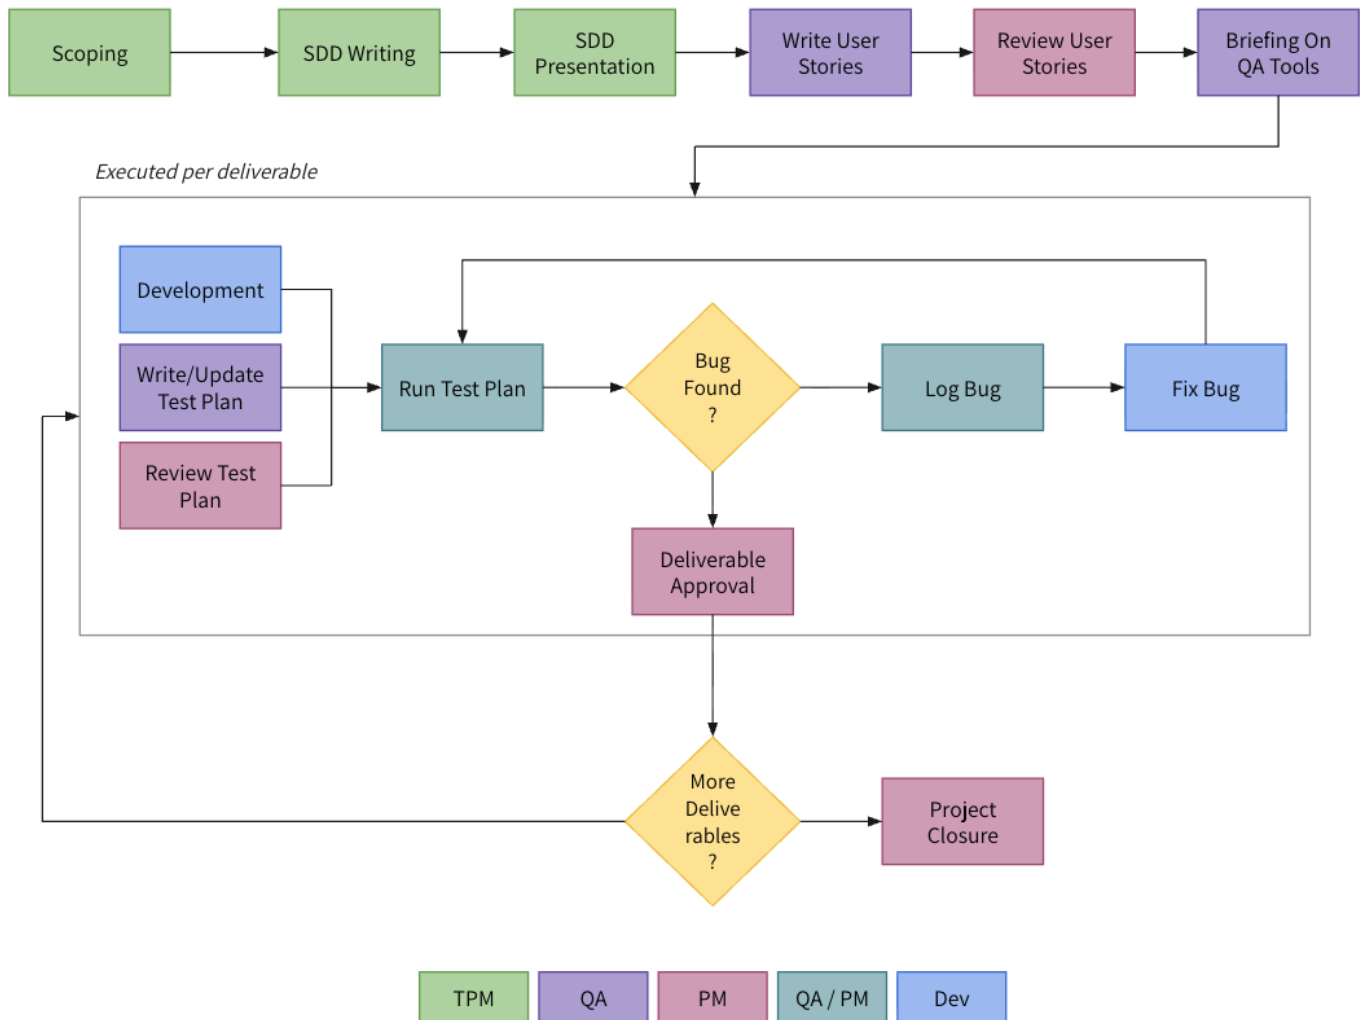 Scoping
SDD Writing
SDD
Presentation
Write User
Stories
Review User
Stories
Briefing On
QA Tools
Executed per deliverable
Development
Write/Update
Test Plan
Review Test
Plan
Run Test Plan
Bug
Found
?
Log Bug
Fix Bug
Deliverable
Approval
More
Delive
rables
?
Project
Closure
TPM
QA
PM
QA / PM
Dev